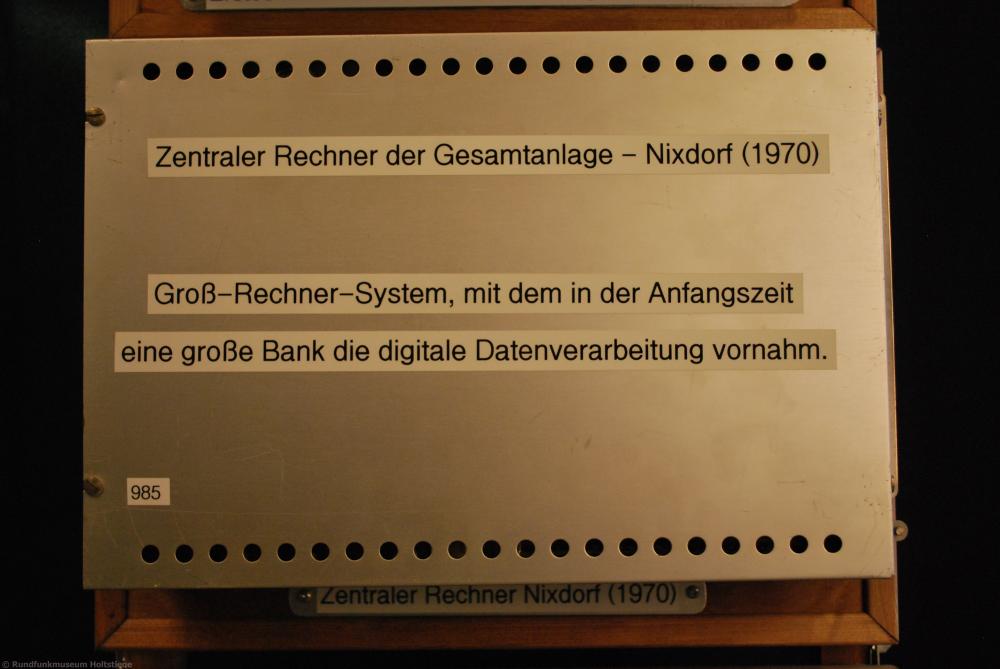 Zentraler Rechner der Gesamtanlage – Nixdorf (1970)
Groß–Rechner–System, mit dem in der Anfangszeit
eine große Bank die digitale Datenverarbeitung vornahm.
985
Zentraler Rechner Nixdorf (1970)
© Rundfunkmuseum Holtstiege